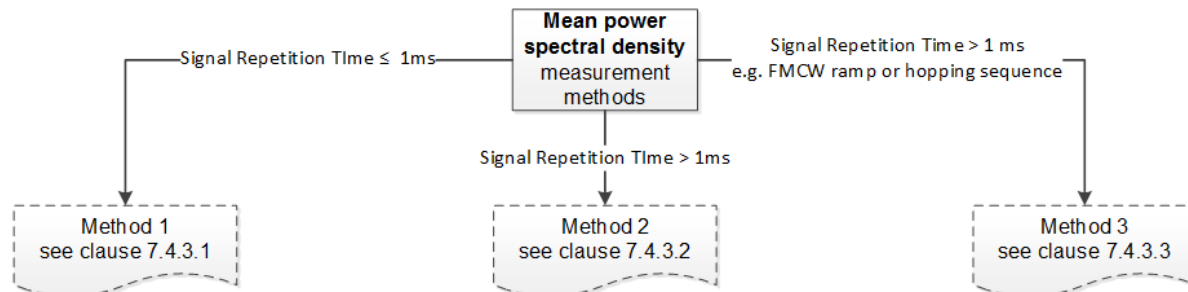 Mean power
spectral density
measurement
methods
Signal Repetition TIme ≤ 1ms
Signal Repetition Time > 1 ms
e.g. FMCW ramp or hopping sequence
Signal Repetition TIme > 1ms
Method 1
see clause 7.4.3.1
Method 2
see clause 7.4.3.2
Method 3
see clause 7.4.3.3